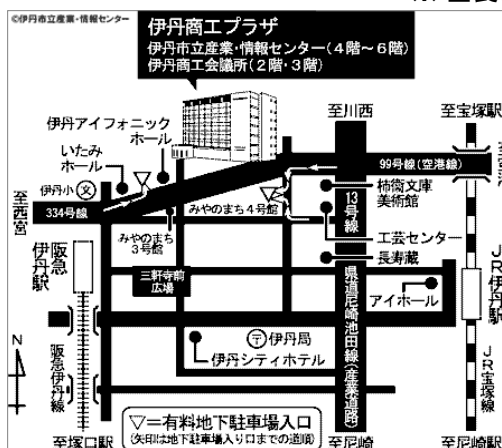 ©伊丹市立産業・情報センター
伊丹商工プラザ
伊丹市立産業・情報センター(4階~6階)
伊丹商工会議所(2階・3階)
伊丹アイフォニック
ホール
いたみ
ホール
伊丹小
文
至川西
至宝塚駅
99号線(空港線)
至西宮
334号線
みやのまち
3号館
みやのまち4号館
13号線
柿衞文庫
美術館
工芸センター
長寿蔵
阪急
伊丹駅
三軒寺前
広場
県道尼崎池田線(産業道路)
アイホール
JR伊丹駅
〒伊丹局
伊丹シティホテル
N
阪急伊丹線
JR宝塚線
▽=有料地下駐車場入口
(矢印は地下駐車場入り口までの道順)
至塚口駅
至尼崎
至尼崎駅